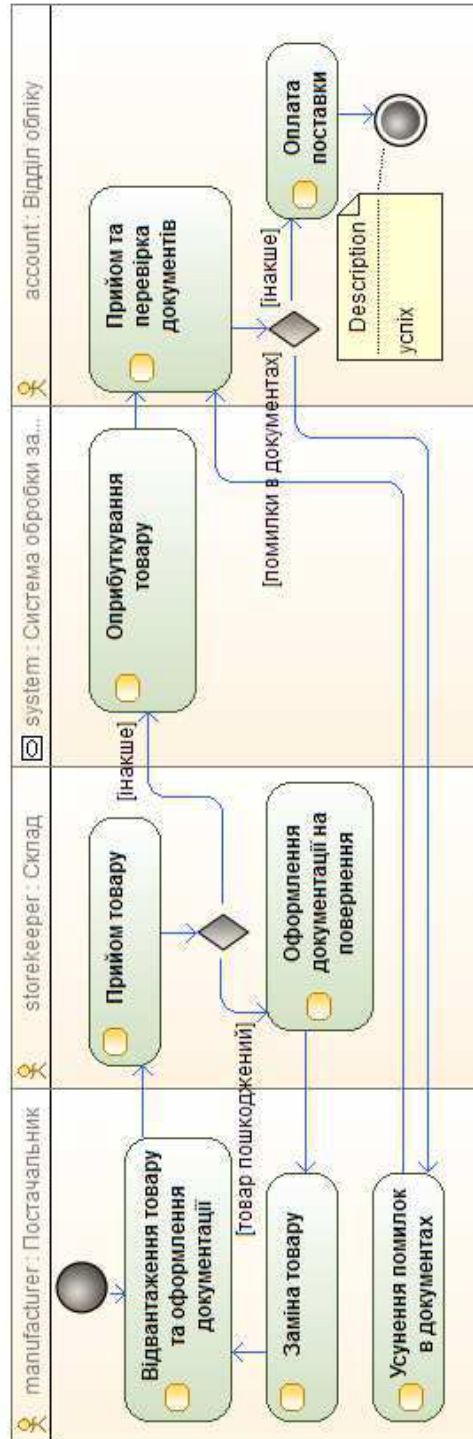 manufacturer : Постачальник
storekeeper : Склад
system : Система обробки за...
account : Відділ обліку
Відвантаження товару
та оформлення
документації
Прийом товару
Оприбуткування
товару
Прийом та
перевірка
документів
[інакше]
[товар пошкоджений]
Заміна товару
Оформлення
документації на
повернення
[помилки в документах]
[інакше]
Оплата
поставки
Усунення помилок
в документах
Description
успіх